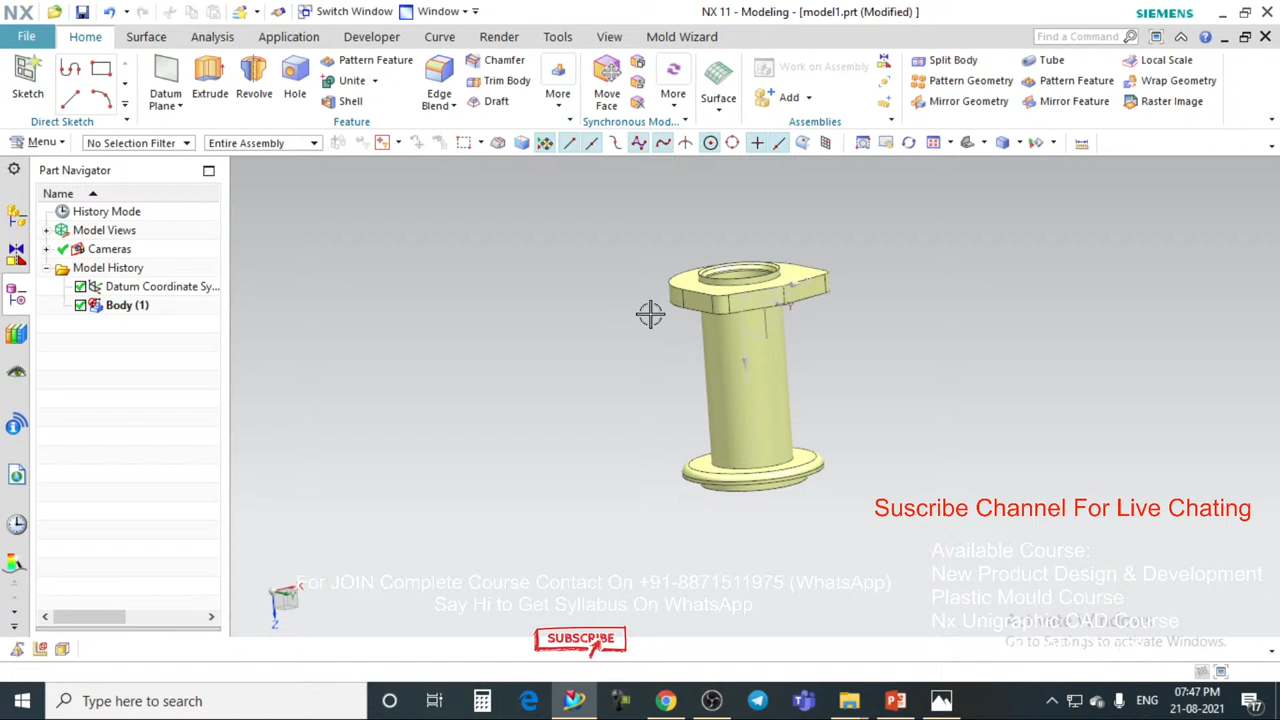 NX
Switch Window
Window
NX 11 - Modeling - [model1.prt (Modified) ]
SIEMENS
File
Home
Surface
Analysis
Application
Developer
Curve
Render
Tools
View
Mold Wizard
Find a Command
Sketch
Direct Sketch
Datum
Plane
Extrude
Revolve
Hole
Pattern Feature
Unite
Shell
Edge
Blend
Chamfer
Trim Body
Draft
More
Feature
Move
Face
More
Synchronous Mod...
Surface
Work on Assembly
Add
Assemblies
Split Body
Pattern Geometry
Mirror Geometry
Tube
Pattern Feature
Mirror Feature
Local Scale
Wrap Geometry
Raster Image
Menu
No Selection Filter
Entire Assembly
Part Navigator
Name
History Mode
Model Views
Cameras
Model History
Datum Coordinate Sy...
Body (1)
Z
Suscribe Channel For Live Chating
Available Course:
New Product Design & Development
Plastic Mould Course
Nx Unigraphic CAD Course
Go to Settings to activate Windows.
For JOIN Complete Course Contact On +91-8871511975 (WhatsApp)
Say Hi to Get Syllabus On WhatsApp
SUBSCRIBE
Type here to search
ENG
07:47 PM
21-08-2021
17